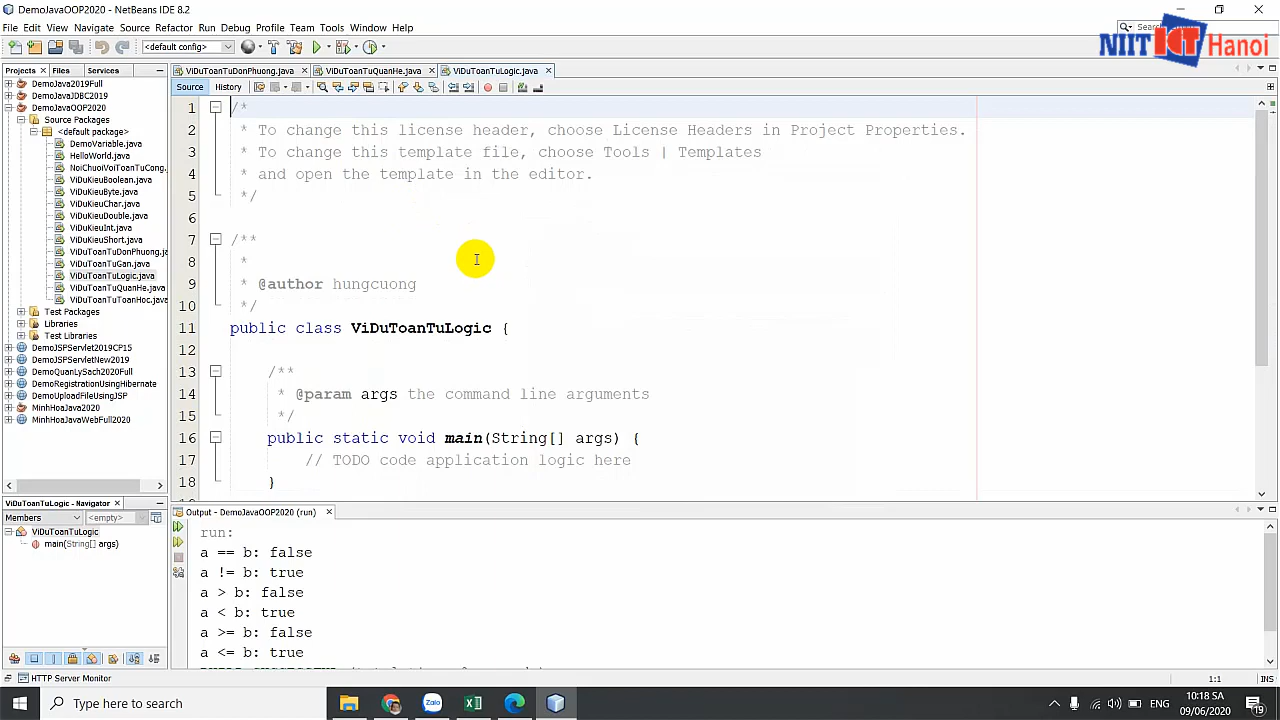 DemoJavaOOP2020 - NetBeans IDE 8.2
File Edit View Navigate Source Refactor Run Debug Profile Team Tools Window Help
NIIT ICT Hanoi
<default config>
Projects Files Services
ViDuToanTuDonPhuong.java ViDuToanTuQuanHe.java ViDuToanTuLogic.java
Source History
DemoJava2019Full
DemoJavaJDBC2019
DemoJavaOOP2020
Source Packages
<default package>
DemoVariable.java
HelloWorld.java
NoiChuoiVoiToanTuCong.
ViDuKieuBoolean.java
ViDuKieuByte.java
ViDuKieuChar.java
ViDuKieuDouble.java
ViDuKieuInt.java
ViDuKieuShort.java
ViDuToanTuDonPhuong.ja
ViDuToanTuGan.java
ViDuToanTuLogic.java
ViDuToanTuQuanHe.java
ViDuToanTuToanHoc.java
Test Packages
Libraries
Test Libraries
DemoJSPServlet2019CP15
DemoJSPServletNew2019
DemoQuanLySach2020Full
DemoRegistrationUsingHibernate
DemoUploadFileUsingJSP
MinhHoaJava2020
MinhHoaJavaWebFull2020
1 /*
2 * To change this license header, choose License Headers in Project Properties.
3 * To change this template file, choose Tools | Templates
4 * and open the template in the editor.
5 */
6
7 /**
8 *
9 * @author hungcuong
10 */
11 public class ViDuToanTuLogic {
12
13 /**
14 * @param args the command line arguments
15 */
16 public static void main(String[] args) {
17 // TODO code application logic here
18 }
ViDuToanTuLogic - Navigator
Members <empty>
ViDuToanTuLogic
main(String[] args)
Output - DemoJavaOOP2020 (run)
run:
a == b: false
a != b: true
a > b: false
a < b: true
a >= b: false
a <= b: true
HTTP Server Monitor
1:1 INS
Type here to search
Zalo
ENG
10:18 SA
09/06/2020
19